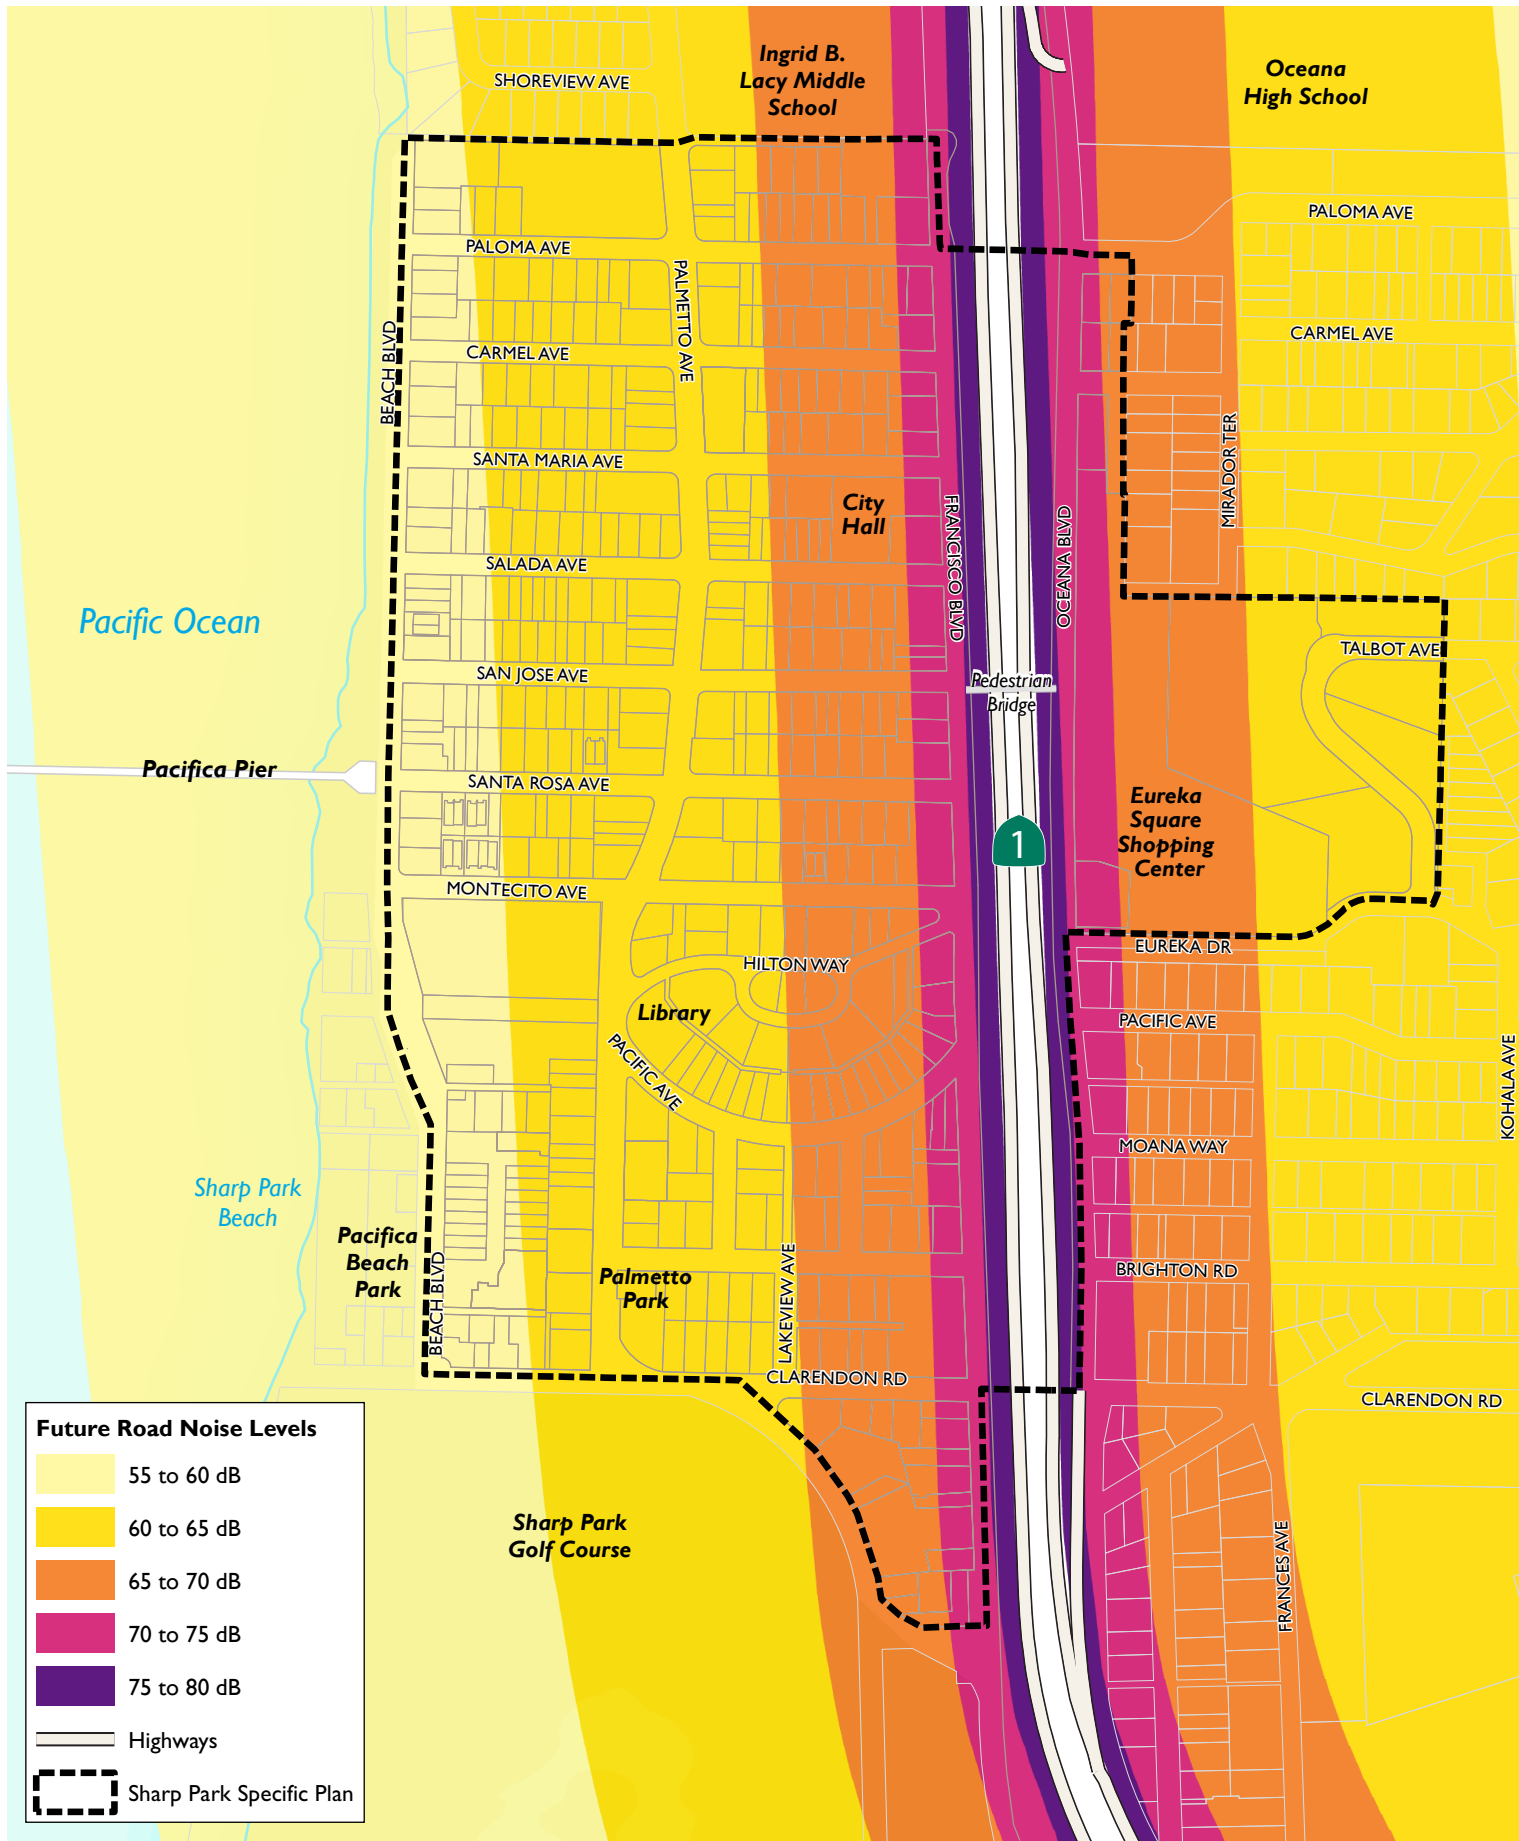 Ingrid B.
Lacy Middle
School
Oceana
High School
SHOREVIEW AVE
PALOMA AVE
PALOMA AVE
PALMETTO AVE
BEACH BLVD
CARMEL AVE
CARMEL AVE
MIRADOR TER
SANTA MARIA AVE
City
Hall
FRANCISCO BLVD
OCEANA BLVD
SALADA AVE
Pacific Ocean
TALBOT AVE
SAN JOSE AVE
Pedestrian
Bridge
Pacifica Pier
SANTA ROSA AVE
Eureka
Square
Shopping
Center
1
MONTECITO AVE
EUREKA DR
HILTON WAY
Library
PACIFIC AVE
PACIFIC AVE
KOHALA AVE
MOANA WAY
Sharp Park
Beach
Pacifica
Beach
Park
BEACH BLVD
Palmetto
Park
LAKEVIEW AVE
BRIGHTON RD
CLARENDON RD
CLARENDON RD
Sharp Park
Golf Course
FRANCES AVE
Future Road Noise Levels
55 to 60 dB
60 to 65 dB
65 to 70 dB
70 to 75 dB
75 to 80 dB
Highways
Sharp Park Specific Plan